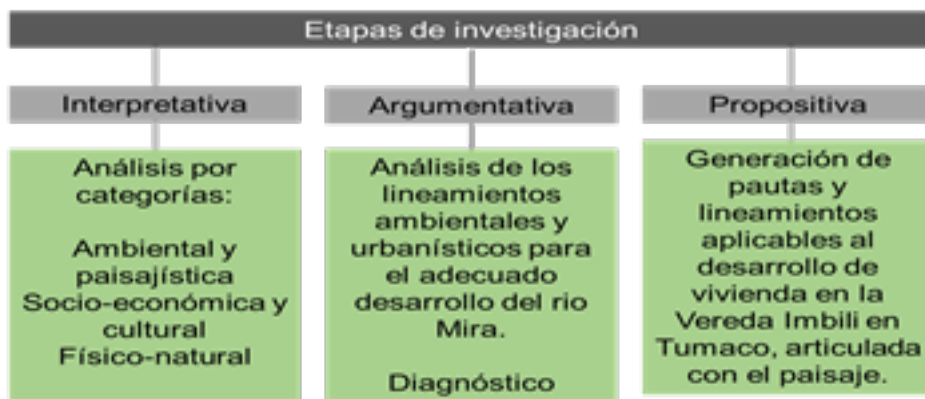 Etapas de investigación
Interpretativa
Análisis por
categorías:
Ambiental y
paisajística
Socio-económica y
cultural
Físico-natural
Argumentativa
Análisis de los
lineamientos
ambientales y
urbanísticos para
el adecuado
desarrollo del rio
Mira.
Diagnóstico
Propositiva
Generación de
pautas y
lineamientos
aplicables al
desarrollo de
vivienda en la
Vereda Imbili en
Tumaco, articulada
con el paisaje.